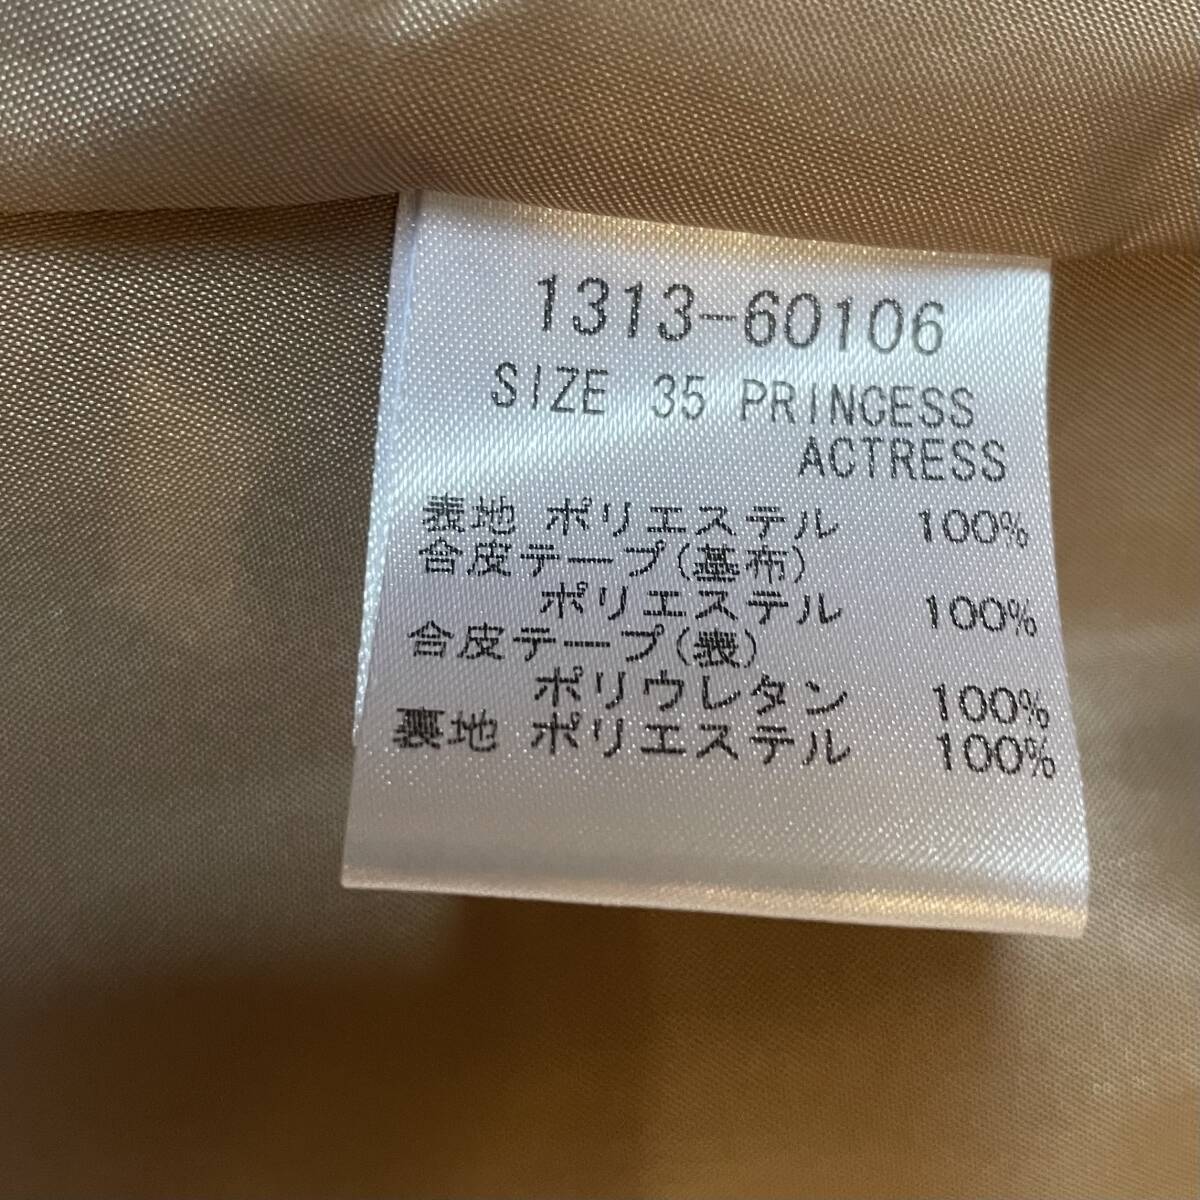 1313-60106
SIZE 35 PRINCESS
ACTRESS
表地 ポリエステル 100%
合皮テープ(基布)
ポリエステル 100%
合皮テープ(表)
ポリウレタン 100%
裏地 ポリエステル 100%